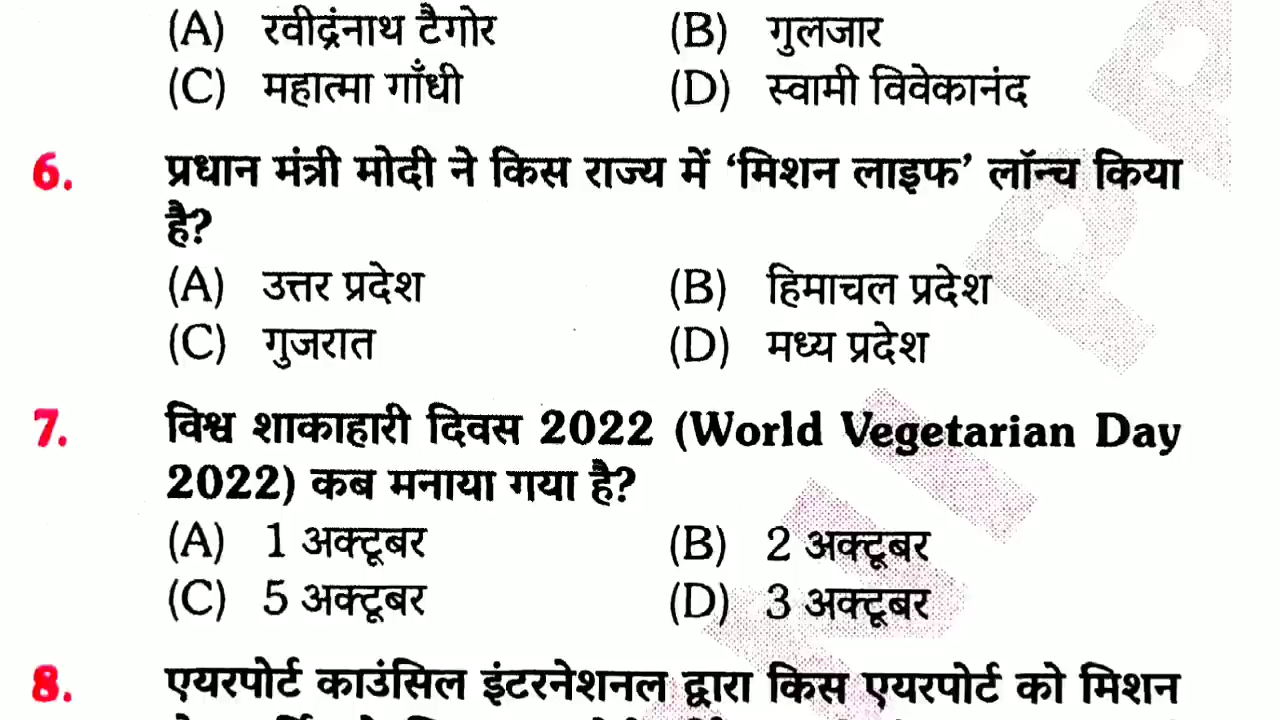 (A) रवीद्रंनाथ टैगोर (B) गुलजार
(C) महात्मा गाँधी (D) स्वामी विवेकानंद
6. प्रधान मंत्री मोदी ने किस राज्य में ‘मिशन लाइफ’ लॉन्च किया
है?
(A) उत्तर प्रदेश (B) हिमाचल प्रदेश
(C) गुजरात (D) मध्य प्रदेश
7. विश्व शाकाहारी दिवस 2022 (World Vegetarian Day
2022) कब मनाया गया है?
(A) 1 अक्टूबर (B) 2 अक्टूबर
(C) 5 अक्टूबर (D) 3 अक्टूबर
8. एयरपोर्ट काउंसिल इंटरनेशनल द्वारा किस एयरपोर्ट को मिशन